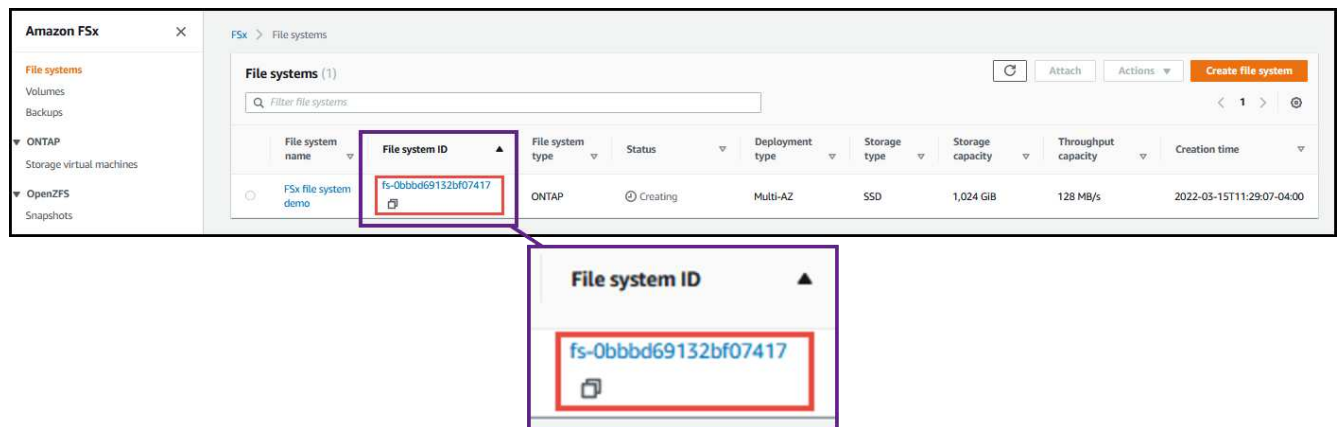 Amazon FSx
FSx > File systems
File systems
Volumes
Backups
ONTAP
Storage virtual machines
OpenZFS
Snapshots
File systems (1)
Attach Actions Create file system
Filter file systems
< 1 >
File system name File system ID File system type Status Deployment type Storage type Storage capacity Throughput capacity Creation time
FSx file system demo fs-0bbbd69132bf07417 ONTAP Creating Multi-AZ SSD 1,024 GiB 128 MB/s 2022-03-15T11:29:07-04:00
File system ID
fs-0bbbd69132bf07417